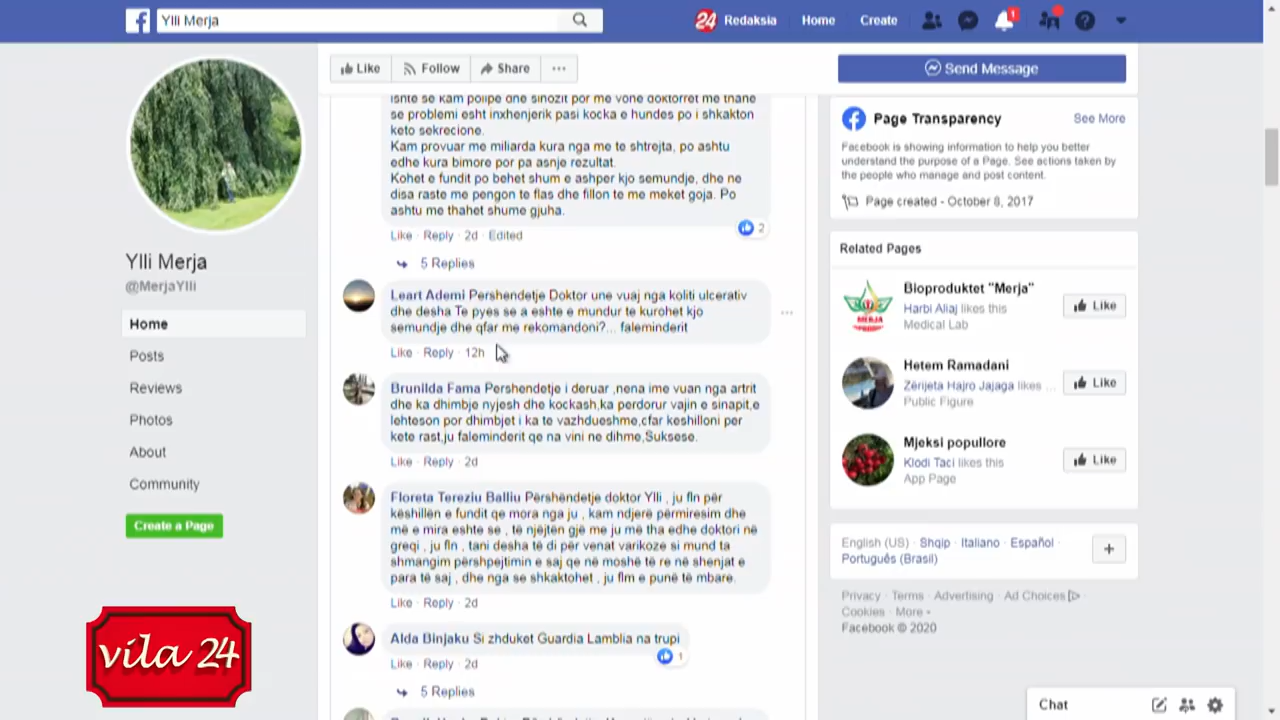 Ylli Merja
24 Redaksia
Home
Create
1
Like
Follow
Share
Send Message
ishte se kam polipe dhe sinozit por me vone doktorret me thane
se problemi esht inxhenjerik pasi kocka e hundes po i shkakton
keto sekrecione.
Kam provuar me miliarda kura nga me te shtrejta, po ashtu
edhe kura bimore por pa asnje rezultat.
Kohet e fundit po behet shum e ashper kjo semundje, dhe ne
disa raste me pengon te flas dhe fillon te me meket goja. Po
ashtu me thahet shume gjuha.
2
Like · Reply · 2d · Edited
5 Replies
Leart Ademi Pershendetje Doktor une vuaj nga koliti ulcerativ
dhe desha Te pyes se a eshte e mundur te kurohet kjo
semundje dhe qfar me rekomandoni?... faleminderit
Like · Reply · 12h
Brunilda Fama Pershendetje i deruar ,nena ime vuan nga artrit
dhe ka dhimbje nyjesh dhe kockash,ka perdorur vajin e sinapit,e
lehteson por dhimbjet i ka te vazhdueshme,cfar keshilloni per
kete rast,ju faleminderit qe na vini ne dihme,Suksese.
Like · Reply · 2d
Floreta Tereziu Balliu Përshëndetje doktor Ylli , ju fln për
këshillën e fundit qe mora nga ju , kam ndjerë përmiresim dhe
më e mira eshte se , të njëjtën gjë me ju më tha edhe doktori në
greqi , ju fln , tani desha të di për venat varikoze si mund ta
shmangim përshpejtimin e saj qe në moshë të re në shenjat e
para të saj , dhe nga se shkaktohet , ju flm e punë të mbare.
Like · Reply · 2d
Alda Binjaku Si zhduket Guardia Lamblia na trupi
1
Like · Reply · 2d
5 Replies
Ylli Merja
@MerjaYlli
Home
Posts
Reviews
Photos
About
Community
Create a Page
vila 24
Page Transparency
See More
Facebook is showing information to help you better
understand the purpose of a Page. See actions taken by
the people who manage and post content.
Page created - October 8, 2017
Related Pages
Bioproduktet "Merja"
Harbi Aliaj likes this
Medical Lab
Like
Hetem Ramadani
Zërijeta Hajro Jajaga likes ...
Public Figure
Like
Mjeksi popullore
Klodi Taci likes this
App Page
Like
English (US) · Shqip · Italiano · Español ·
Português (Brasil)
Privacy · Terms · Advertising · Ad Choices ·
Cookies · More
Facebook © 2020
Chat